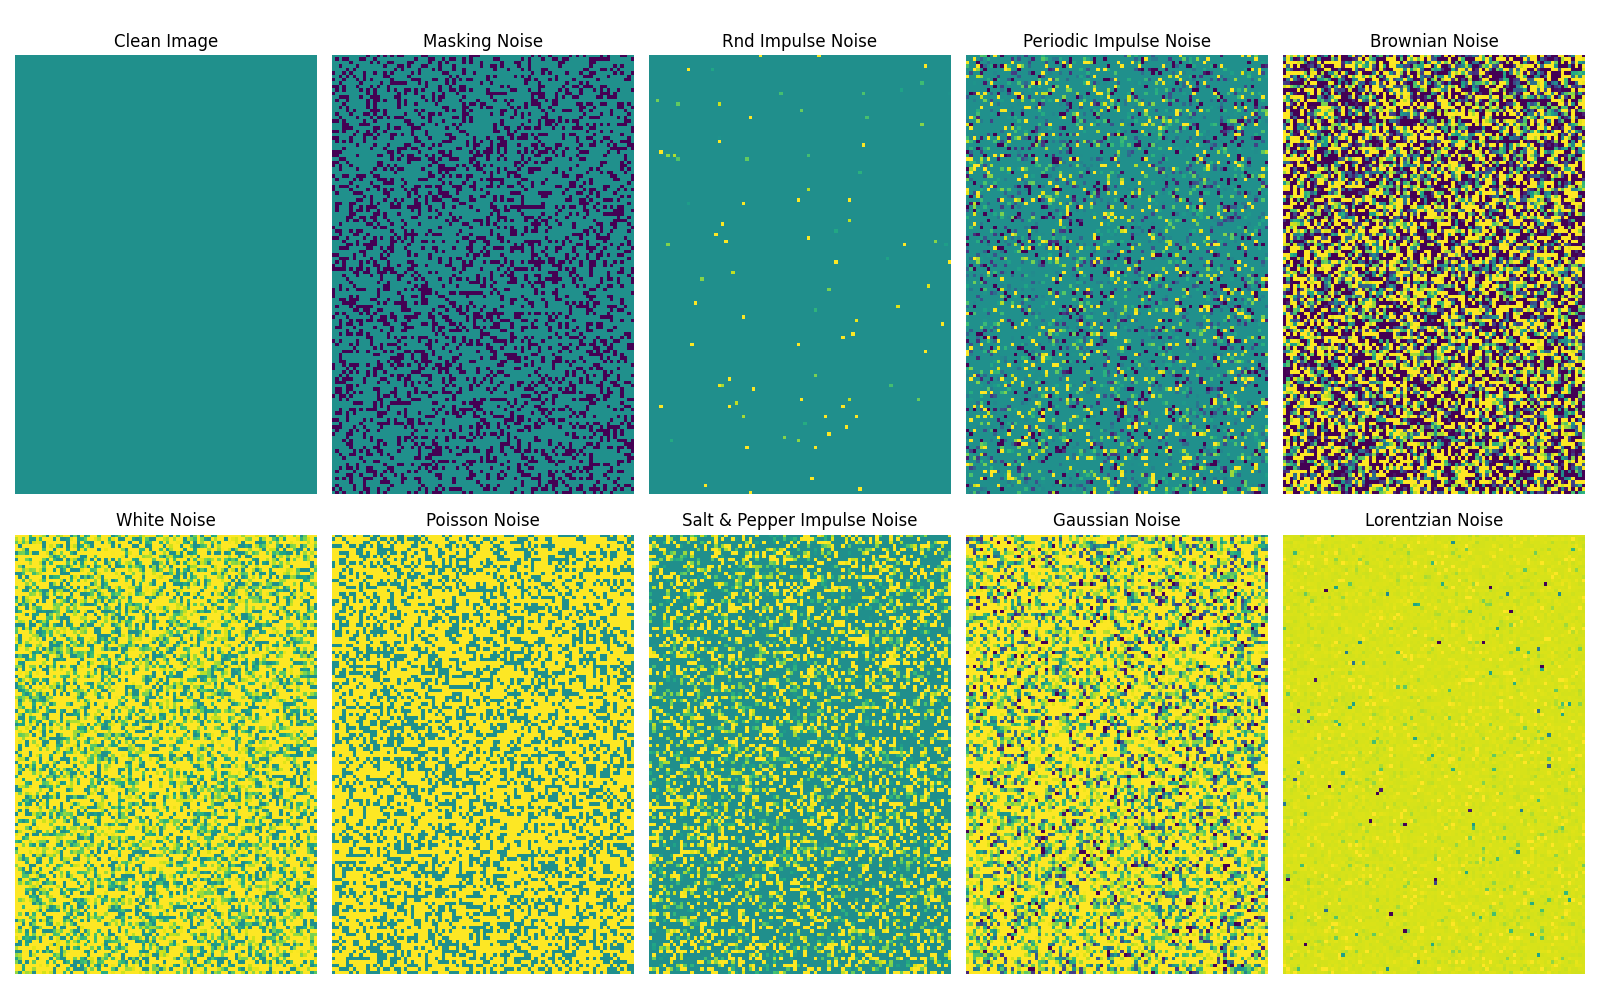 Clean Image
Masking Noise
Rnd Impulse Noise
Periodic Impulse Noise
Brownian Noise
White Noise
Poisson Noise
Salt & Pepper Impulse Noise
Gaussian Noise
Lorentzian Noise